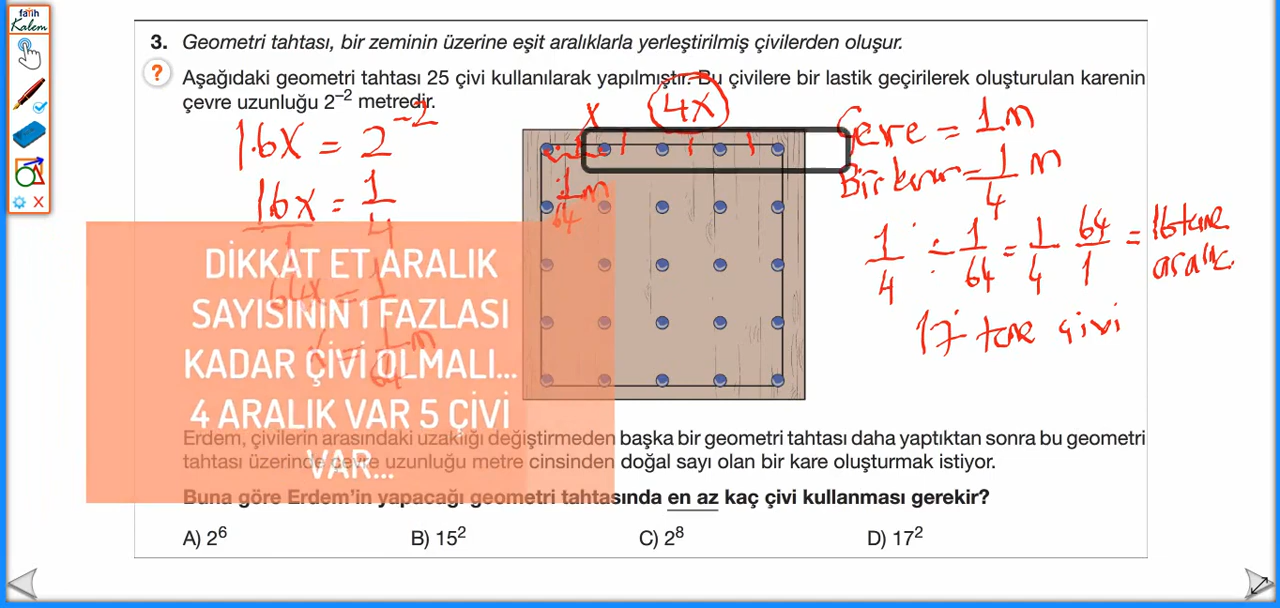 fatih
Kalem
3. Geometri tahtası, bir zeminin üzerine eşit aralıklarla yerleştirilmiş çivilerden oluşur.
?
Aşağıdaki geometri tahtası 25 çivi kullanılarak yapılmıştır. Bu çivilere bir lastik geçirilerek oluşturulan karenin
çevre uzunluğu 2⁻² metredir.
16x = 2⁻²
16x = 1/4
64x = 1
x = 1/64 m
x
4x
1/64 m
Çevre = 1m
Bir kenar = 1/4 m
1/4 ÷ 1/64 = 1/4 · 64/1 = 16 tane
aralık
17 tane çivi
DİKKAT ET ARALIK
SAYISININ 1 FAZLASI
KADAR ÇİVİ OLMALI...
4 ARALIK VAR 5 ÇİVİ
VAR...
Erdem, çivilerin arasındaki uzaklığı değiştirmeden başka bir geometri tahtası daha yaptıktan sonra bu geometri
tahtası üzerinde çevre uzunluğu metre cinsinden doğal sayı olan bir kare oluşturmak istiyor.
Buna göre Erdem'in yapacağı geometri tahtasında en az kaç çivi kullanması gerekir?
A) 2⁶ B) 15² C) 2⁸ D) 17²